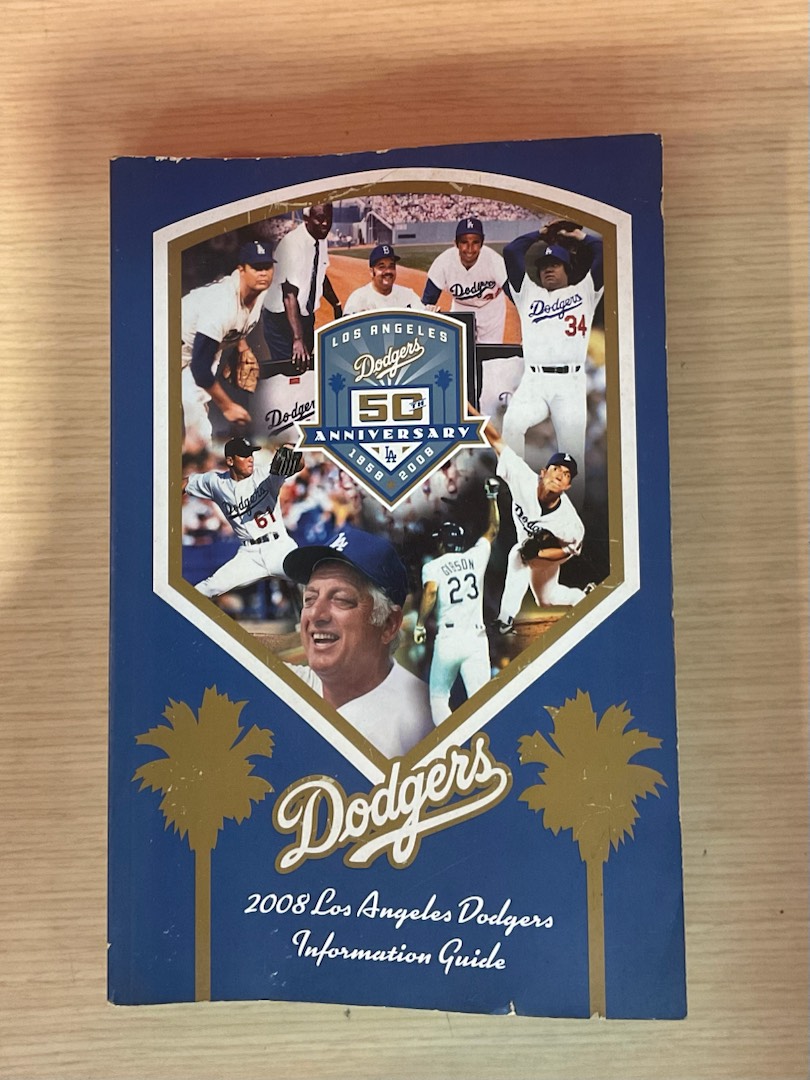 Dodgers
Dodgers
34
LOS ANGELES
Dodgers
50TH
ANNIVERSARY
LA
1958 2008
Dodgers
61
GIBSON
23
Dodgers
2008 Los Angeles Dodgers
Information Guide